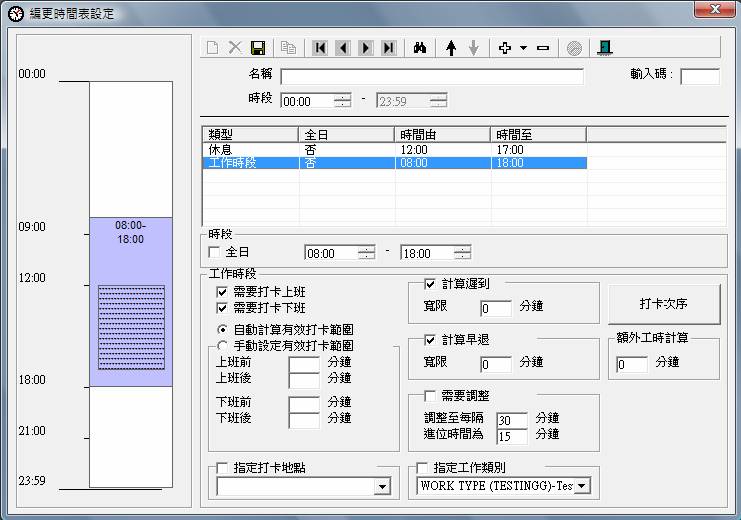 編更時間表設定
名稱 輸入碼 :
時段 00:00 - 23:59
00:00
09:00
12:00
18:00
21:00
23:59
08:00-
18:00
類型 全日 時間由 時間至
休息 否 12:00 17:00
工作時段 否 08:00 18:00
時段
全日 08:00 - 18:00
工作時段
需要打卡上班
需要打卡下班
自動計算有效打卡範圍
手動設定有效打卡範圍
上班前 分鐘
上班後 分鐘
下班前 分鐘
下班後 分鐘
指定打卡地點
計算遲到
寬限 0 分鐘
計算早退
寬限 0 分鐘
需要調整
調整至每隔 30 分鐘
進位時間為 15 分鐘
指定工作類別
WORK TYPE (TESTINGG)-Tes
打卡次序
額外工時計算
0 分鐘